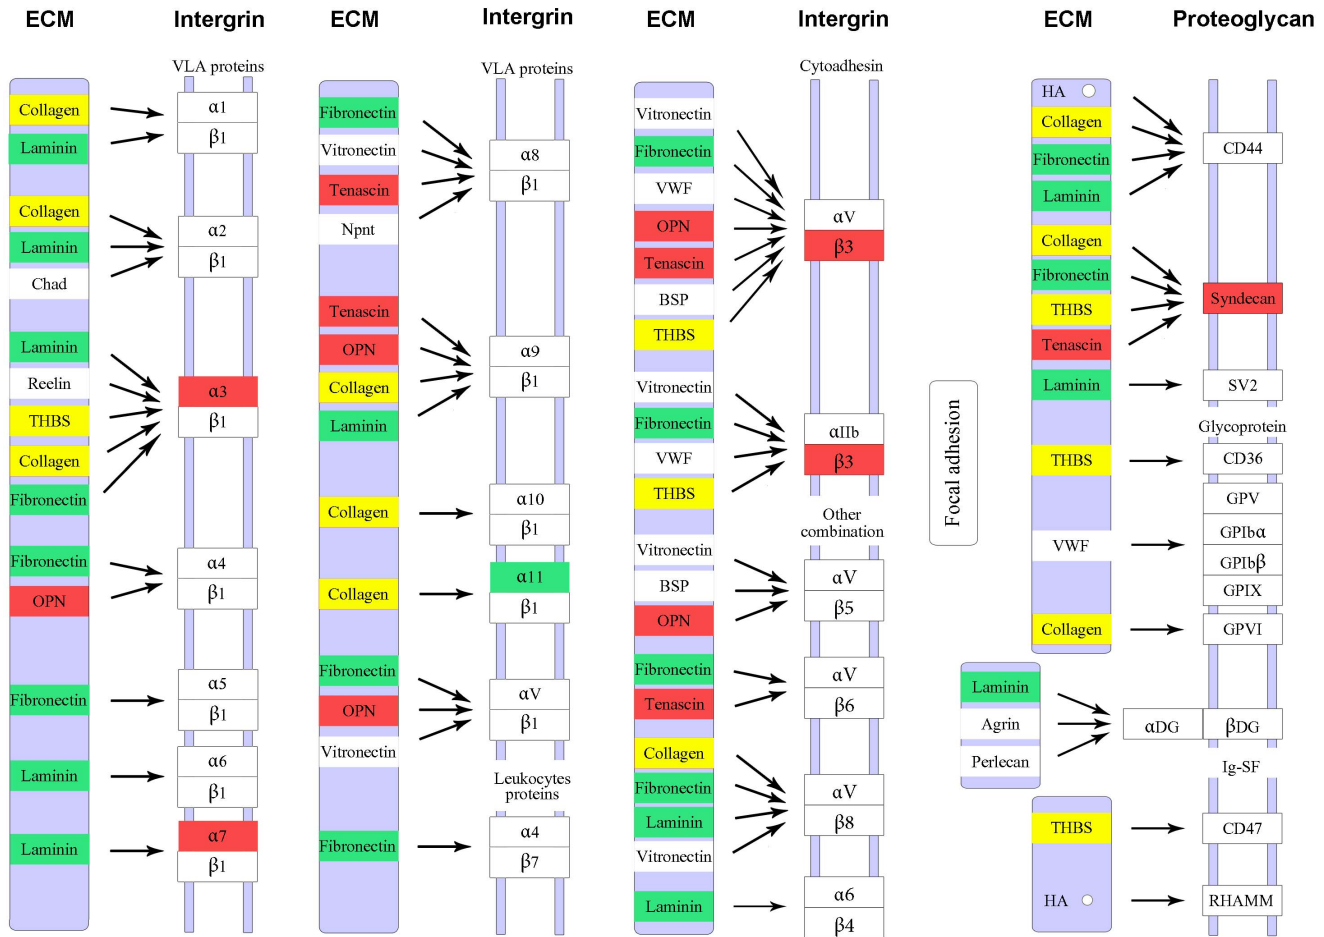 ECM
Intergrin
VLA proteins
Collagen
Laminin
α1
β1
Collagen
Laminin
Chad
α2
β1
Laminin
Reelin
THBS
Collagen
Fibronectin
α3
β1
Fibronectin
OPN
α4
β1
Fibronectin
α5
β1
Laminin
α6
β1
Laminin
α7
β1
ECM
Intergrin
VLA proteins
Fibronectin
Vitronectin
Tenascin
Npnt
α8
β1
Tenascin
OPN
Collagen
Laminin
α9
β1
Collagen
α10
β1
Collagen
α11
β1
Fibronectin
OPN
Vitronectin
αV
β1
Leukocytes
proteins
Fibronectin
α4
β7
ECM
Intergrin
Cytoadhesin
Vitronectin
Fibronectin
VWF
OPN
Tenascin
BSP
THBS
αV
β3
Vitronectin
Fibronectin
VWF
THBS
αIIb
β3
Other
combination
Vitronectin
BSP
OPN
αV
β5
Fibronectin
Tenascin
αV
β6
Collagen
Fibronectin
Laminin
Vitronectin
αV
β8
Laminin
α6
β4
Focal adhesion
ECM
Proteoglycan
HA
Collagen
Fibronectin
Laminin
CD44
Collagen
Fibronectin
THBS
Tenascin
Syndecan
Laminin
SV2
Glycoprotein
THBS
CD36
VWF
GPV
GPIbα
GPIbβ
GPIX
Collagen
GPVI
Laminin
Agrin
Perlecan
αDG
βDG
Ig-SF
THBS
CD47
HA
RHAMM